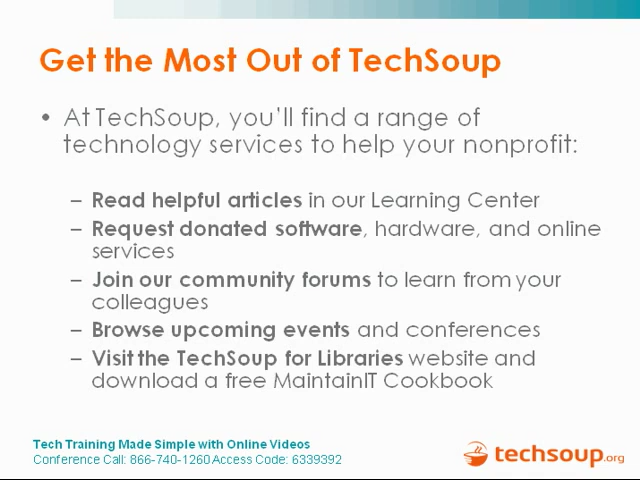 Get the Most Out of TechSoup
• At TechSoup, you'll find a range of
technology services to help your nonprofit:
– Read helpful articles in our Learning Center
– Request donated software, hardware, and online
services
– Join our community forums to learn from your
colleagues
– Browse upcoming events and conferences
– Visit the TechSoup for Libraries website and
download a free MaintainIT Cookbook
Tech Training Made Simple with Online Videos
Conference Call: 866-740-1260 Access Code: 6339392
techsoup.org